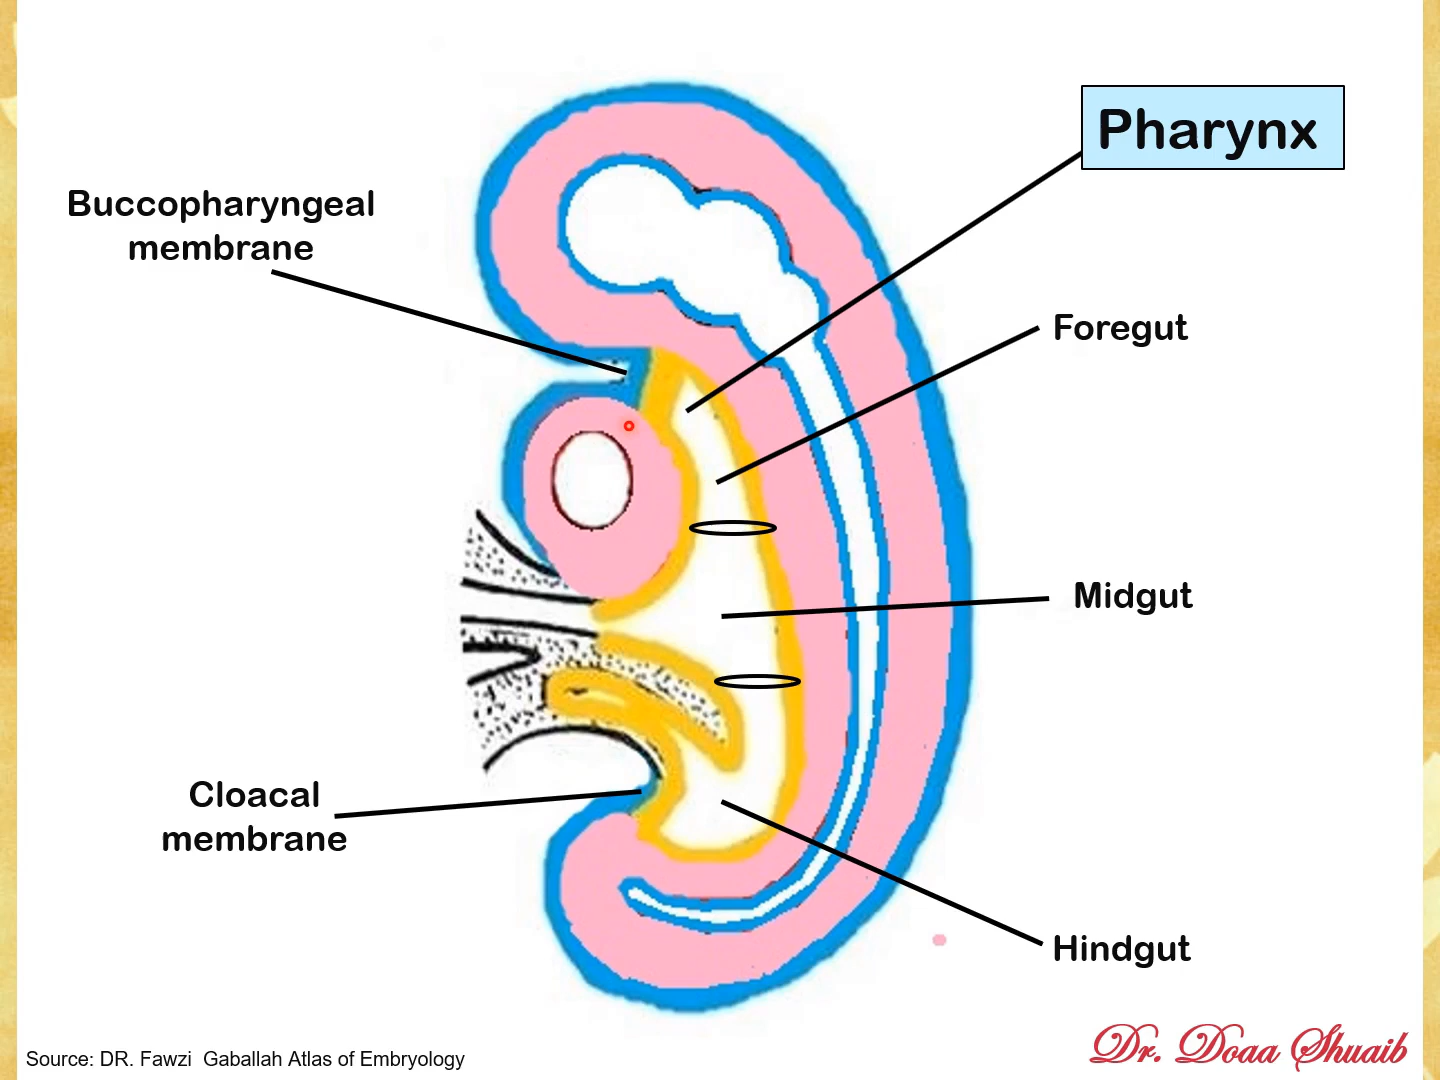 Pharynx
Buccopharyngeal
membrane
Foregut
Midgut
Cloacal
membrane
Hindgut
Dr. Doaa Shuaib
Source: DR. Fawzi Gaballah Atlas of Embryology